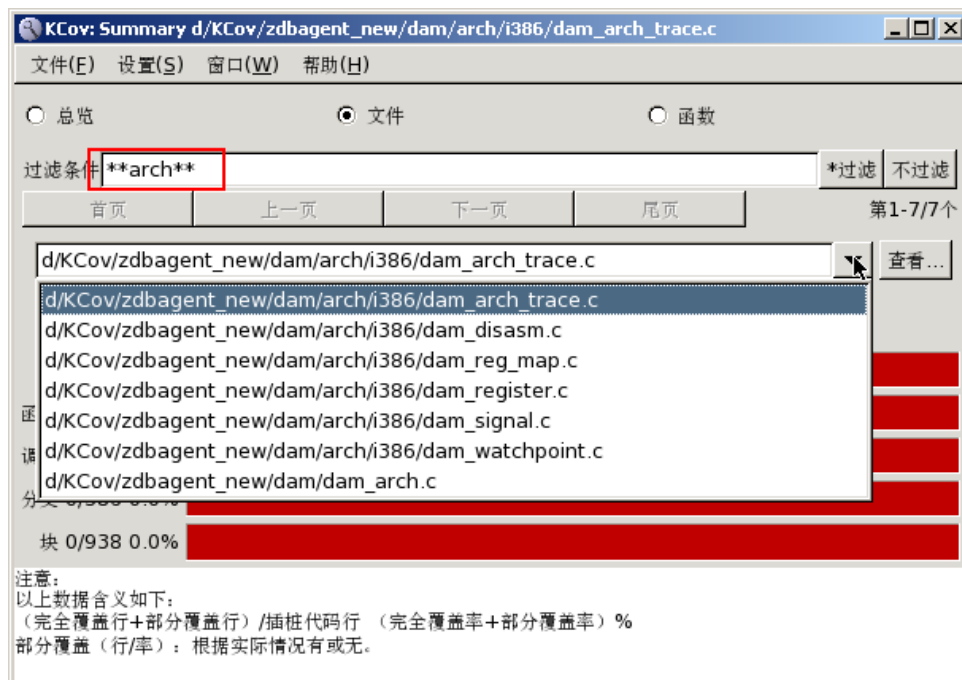 KCov: Summary d/KCov/zdbagent_new/dam/arch/i386/dam_arch_trace.c
文件(F) 设置(S) 窗口(W) 帮助(H)
总览 文件 函数
过滤条件 **arch** *过滤 不过滤
首页 上一页 下一页 尾页 第1-7/7个
d/KCov/zdbagent_new/dam/arch/i386/dam_arch_trace.c 查看...
d/KCov/zdbagent_new/dam/arch/i386/dam_arch_trace.c
d/KCov/zdbagent_new/dam/arch/i386/dam_disasm.c
d/KCov/zdbagent_new/dam/arch/i386/dam_reg_map.c
d/KCov/zdbagent_new/dam/arch/i386/dam_register.c
d/KCov/zdbagent_new/dam/arch/i386/dam_signal.c
d/KCov/zdbagent_new/dam/arch/i386/dam_watchpoint.c
d/KCov/zdbagent_new/dam/dam_arch.c
块 0/938 0.0%
注意：
以上数据含义如下：
（完全覆盖行+部分覆盖行）/插桩代码行 （完全覆盖率+部分覆盖率）%
部分覆盖（行/率）：根据实际情况有或无。